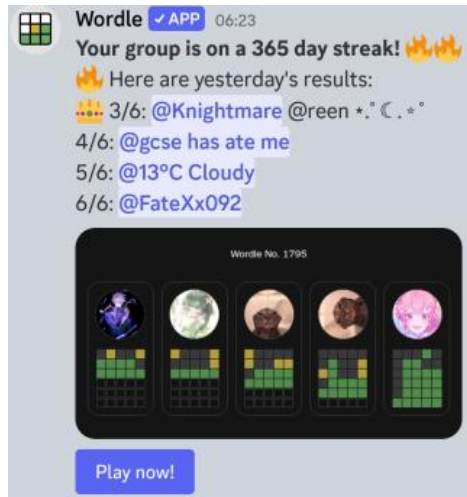 Wordle ✓ APP 06:23
Your group is on a 365 day streak! 🔥🔥
🔥 Here are yesterday's results:
👑 3/6: @Knightmare @reen ⋆.˚ ☾ . ⋆˚
4/6: @gcse has ate me
5/6: @13°C Cloudy
6/6: @FateXx092
Wordle No. 1795
Play now!